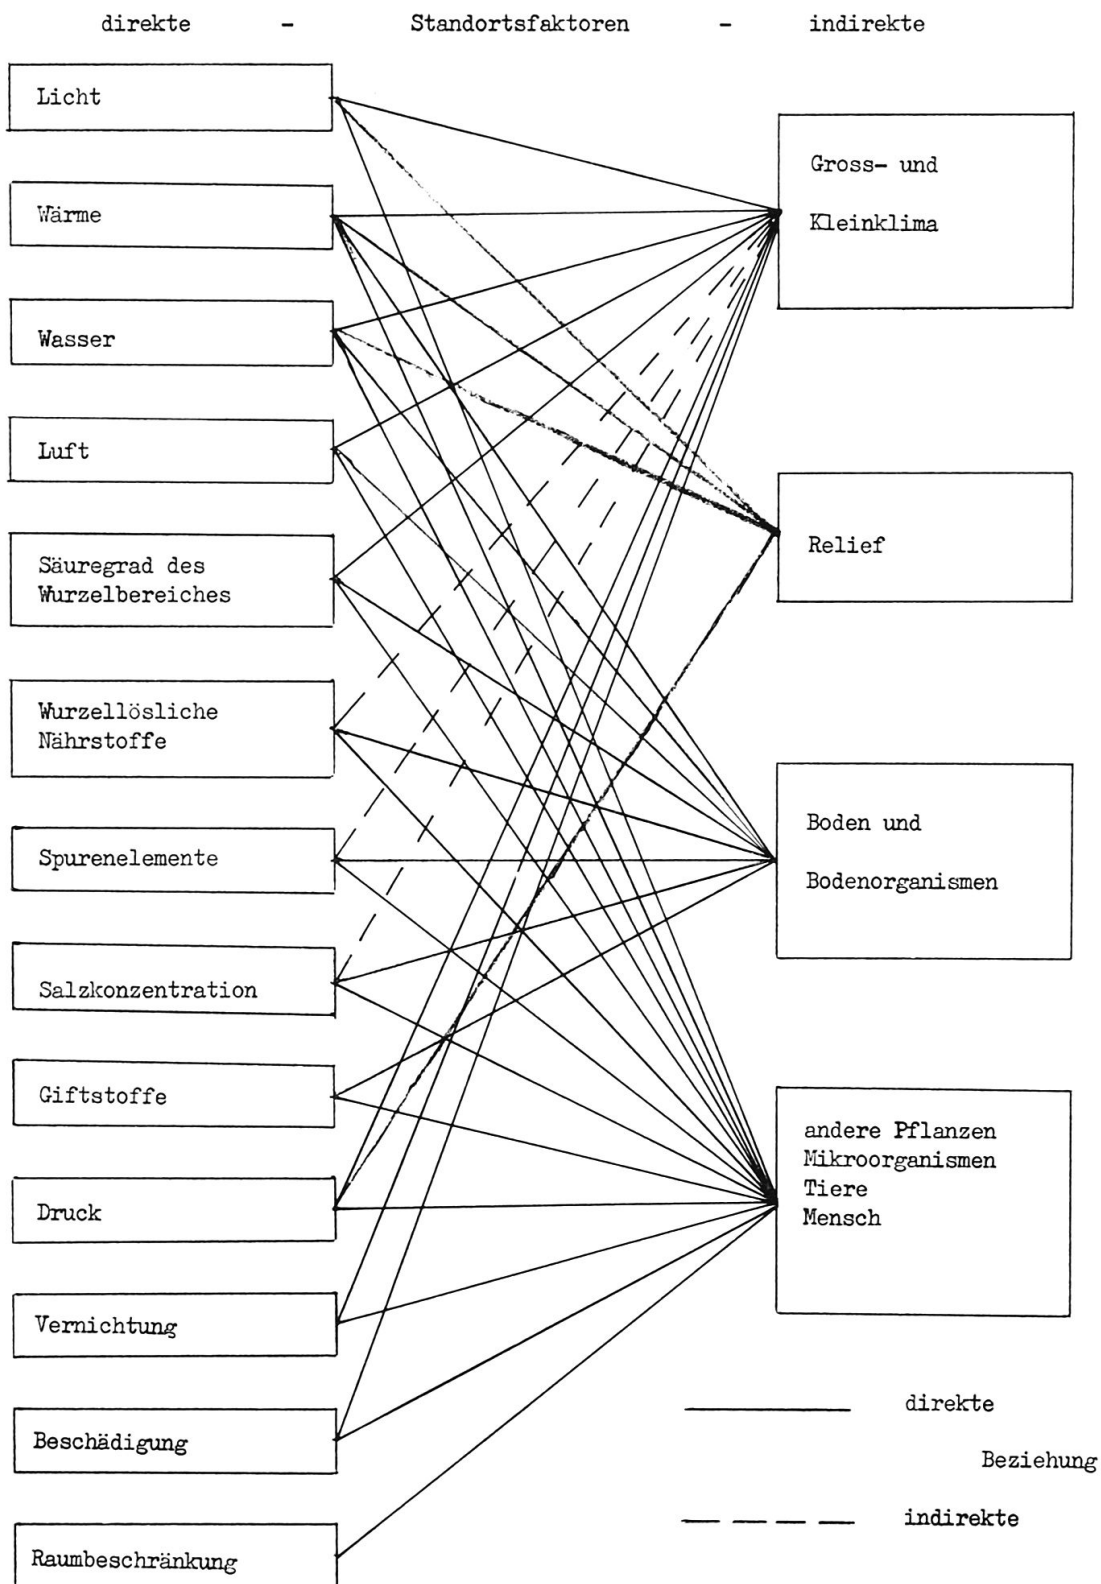 direkte - Standortsfaktoren - indirekte
Licht
Wärme
Wasser
Luft
Säuregrad des
Wurzelbereiches
Wurzellösliche
Nährstoffe
Spurenelemente
Salzkonzentration
Giftstoffe
Druck
Vernichtung
Beschädigung
Raumbeschränkung
Gross- und
Kleinklima
Relief
Boden und
Bodenorganismen
andere Pflanzen
Mikroorganismen
Tiere
Mensch
direkte
Beziehung
indirekte